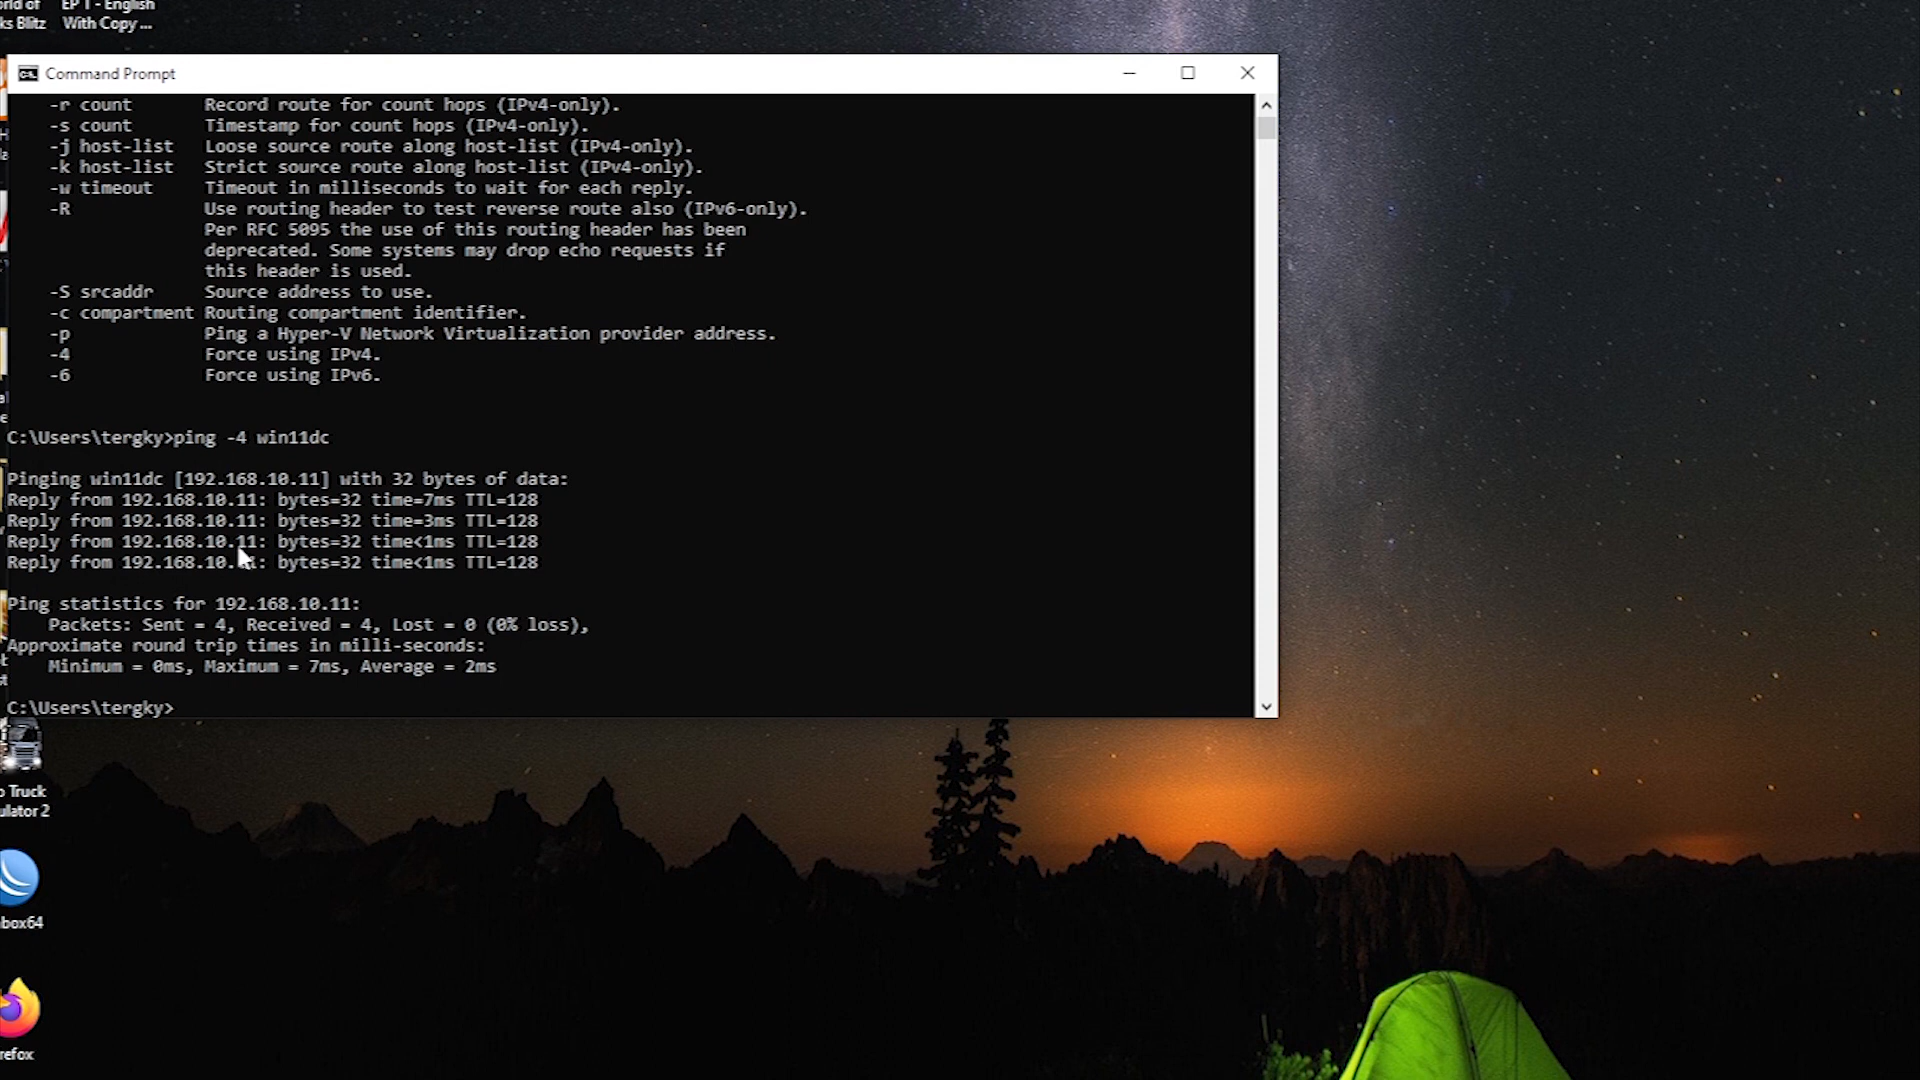 EP 1 - English
ks Blitz
With Copy ...
Command Prompt
-r count Record route for count hops (IPv4-only).
-s count Timestamp for count hops (IPv4-only).
-j host-list Loose source route along host-list (IPv4-only).
-k host-list Strict source route along host-list (IPv4-only).
-w timeout Timeout in milliseconds to wait for each reply.
-R Use routing header to test reverse route also (IPv6-only).
Per RFC 5095 the use of this routing header has been
deprecated. Some systems may drop echo requests if
this header is used.
-S srcaddr Source address to use.
-c compartment Routing compartment identifier.
-p Ping a Hyper-V Network Virtualization provider address.
-4 Force using IPv4.
-6 Force using IPv6.
C:\Users\tergky>ping -4 win11dc
Pinging win11dc [192.168.10.11] with 32 bytes of data:
Reply from 192.168.10.11: bytes=32 time=7ms TTL=128
Reply from 192.168.10.11: bytes=32 time=3ms TTL=128
Reply from 192.168.10.11: bytes=32 time<1ms TTL=128
Reply from 192.168.10.11: bytes=32 time<1ms TTL=128
Ping statistics for 192.168.10.11:
Packets: Sent = 4, Received = 4, Lost = 0 (0% loss),
Approximate round trip times in milli-seconds:
Minimum = 0ms, Maximum = 7ms, Average = 2ms
C:\Users\tergky>
o Truck
ulator 2
box64
refox